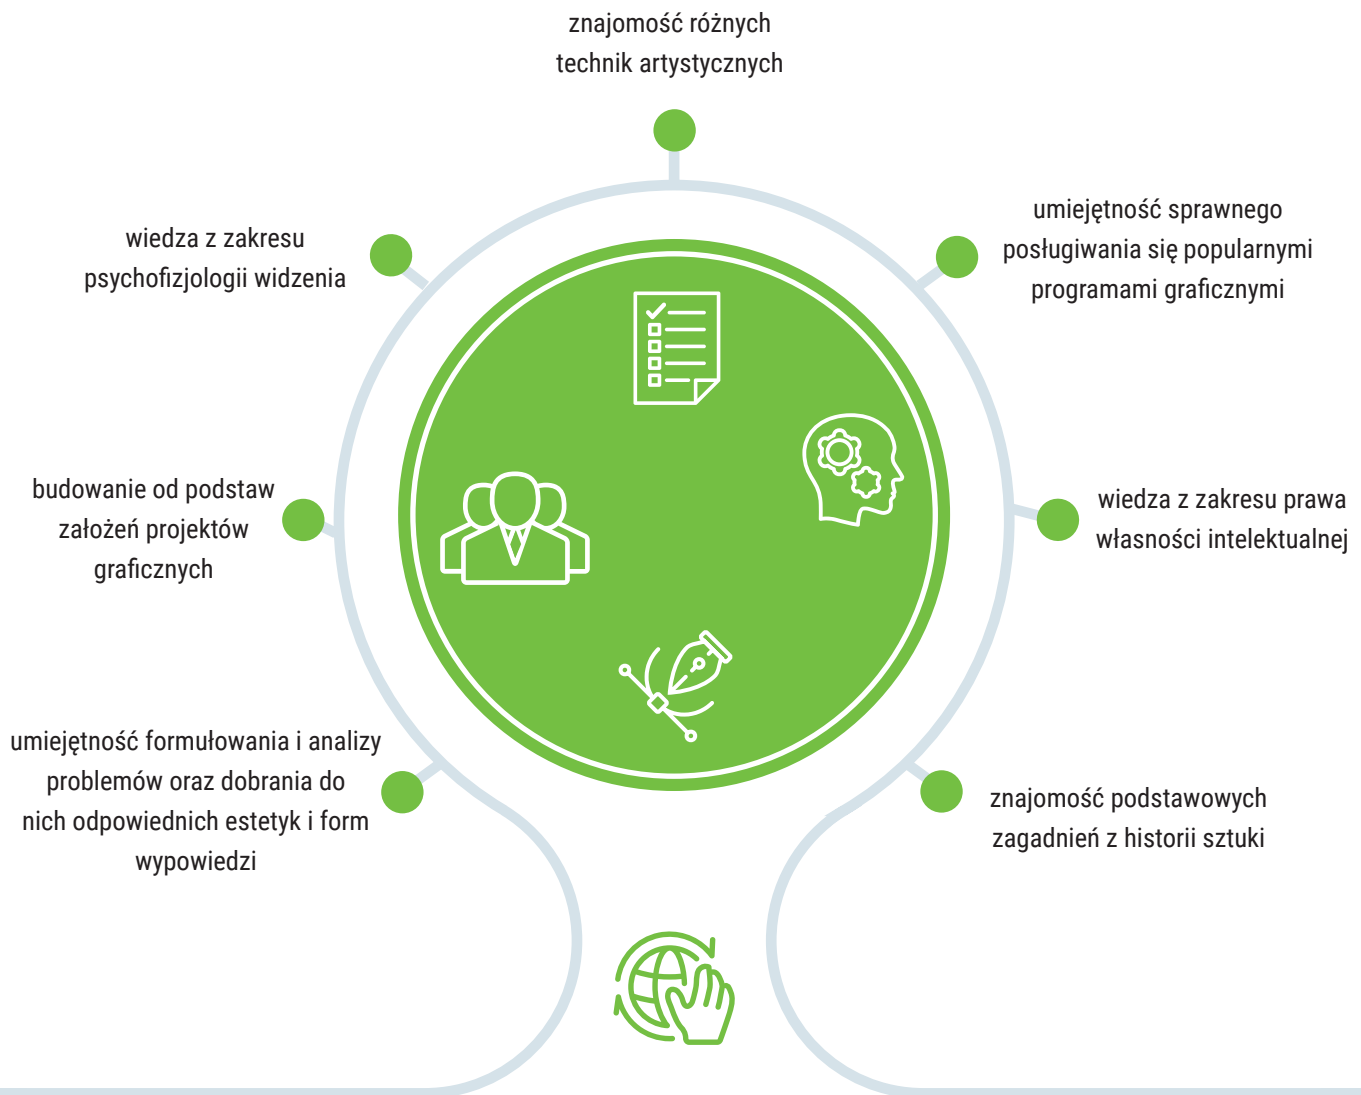 znajomość różnych
technik artystycznych
wiedza z zakresu
psychofizjologii widzenia
umiejętność sprawnego
posługiwania się popularnymi
programami graficznymi
budowanie od podstaw
założeń projektów
graficznych
wiedza z zakresu prawa
własności intelektualnej
umiejętność formułowania i analizy
problemów oraz dobrania do
nich odpowiednich estetyk i form
wypowiedzi
znajomość podstawowych
zagadnień z historii sztuki